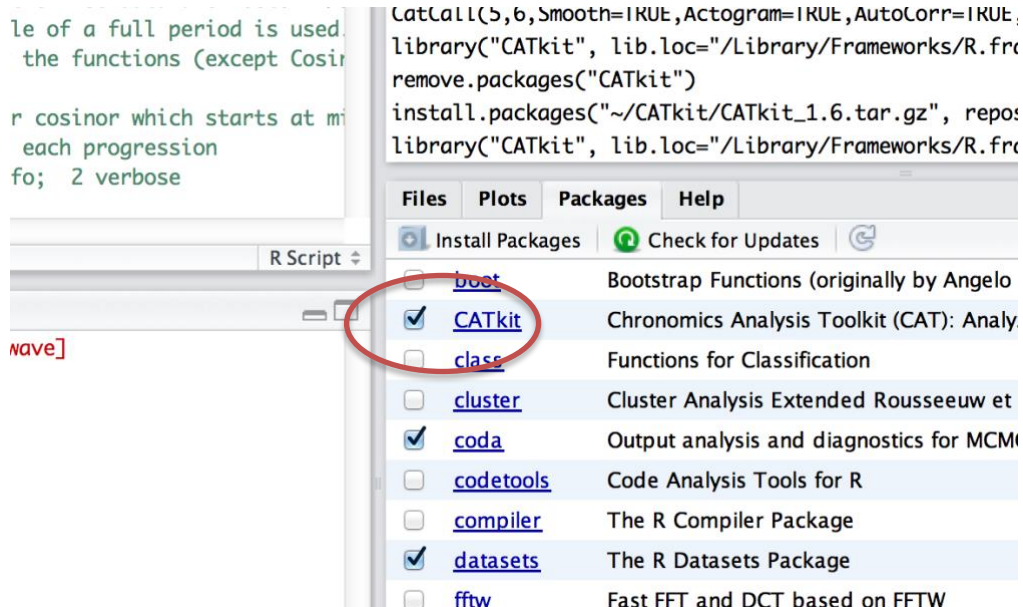 le of a full period is used.
the functions (except Cosin
r cosinor which starts at mi
each progression
fo;  2 verbose
R Script
wave]
CatCall(5,6,Smooth=TRUE,Actogram=TRUE,AutoCorr=TRUE,
library("CATkit", lib.loc="/Library/Frameworks/R.fra
remove.packages("CATkit")
install.packages("~/CATkit/CATkit_1.6.tar.gz", repos
library("CATkit", lib.loc="/Library/Frameworks/R.fra
Files Plots Packages Help
Install Packages Check for Updates
boot Bootstrap Functions (originally by Angelo
CATkit Chronomics Analysis Toolkit (CAT): Analy
class Functions for Classification
cluster Cluster Analysis Extended Rousseeuw et
coda Output analysis and diagnostics for MCMC
codetools Code Analysis Tools for R
compiler The R Compiler Package
datasets The R Datasets Package
fftw Fast FFT and DCT based on FFTW